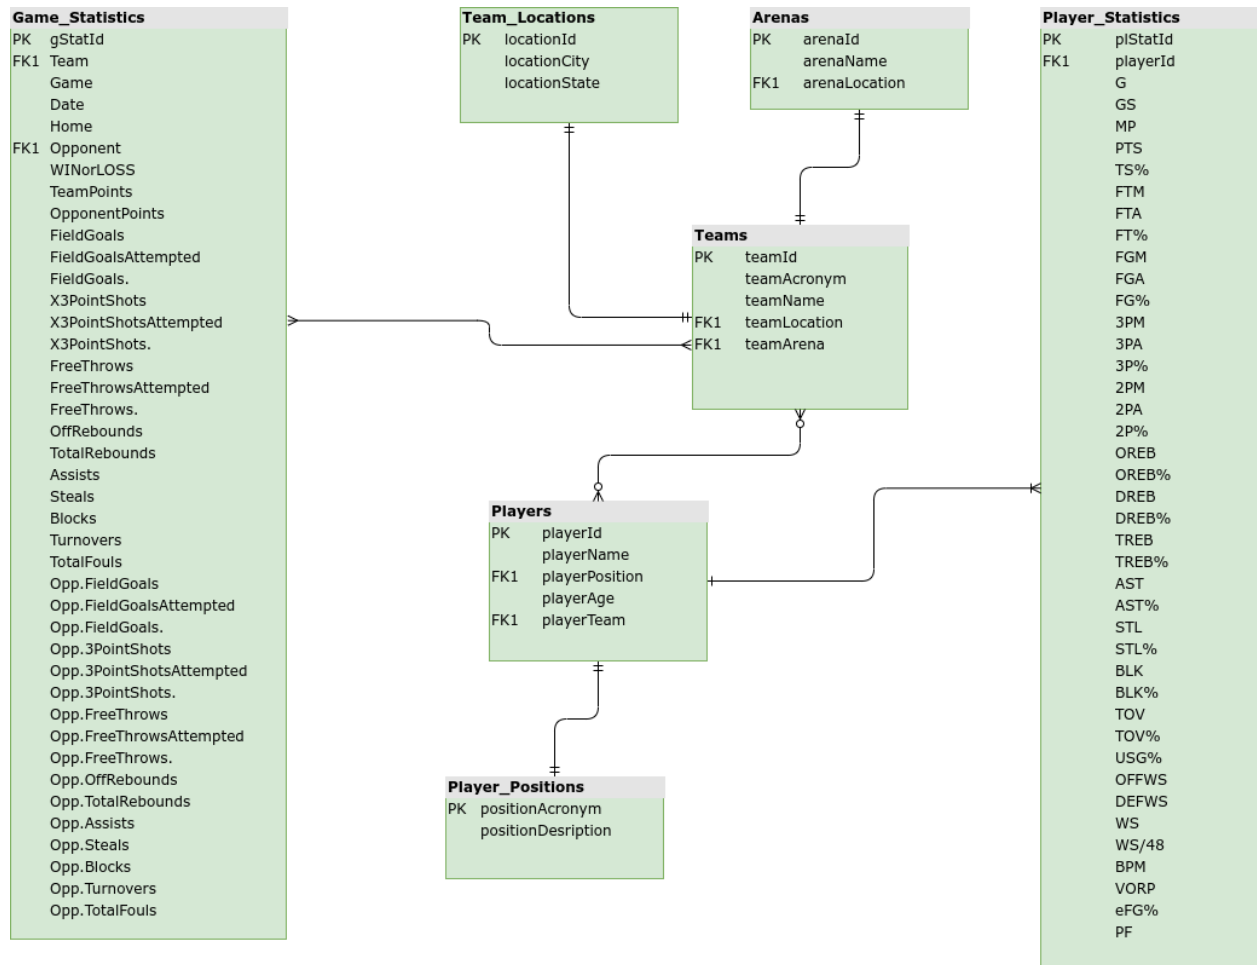 Game_Statistics
PK gStatId
FK1 Team
Game
Date
Home
FK1 Opponent
WINorLOSS
TeamPoints
OpponentPoints
FieldGoals
FieldGoalsAttempted
FieldGoals.
X3PointShots
X3PointShotsAttempted
X3PointShots.
FreeThrows
FreeThrowsAttempted
FreeThrows.
OffRebounds
TotalRebounds
Assists
Steals
Blocks
Turnovers
TotalFouls
Opp.FieldGoals
Opp.FieldGoalsAttempted
Opp.FieldGoals.
Opp.3PointShots
Opp.3PointShotsAttempted
Opp.3PointShots.
Opp.FreeThrows
Opp.FreeThrowsAttempted
Opp.FreeThrows.
Opp.OffRebounds
Opp.TotalRebounds
Opp.Assists
Opp.Steals
Opp.Blocks
Opp.Turnovers
Opp.TotalFouls
Team_Locations
PK locationId
locationCity
locationState
Arenas
PK arenaId
arenaName
FK1 arenaLocation
Teams
PK teamId
teamAcronym
teamName
FK1 teamLocation
FK1 teamArena
Players
PK playerId
playerName
FK1 playerPosition
playerAge
FK1 playerTeam
Player_Positions
PK positionAcronym
positionDesription
Player_Statistics
PK plStatId
FK1 playerId
G
GS
MP
PTS
TS%
FTM
FTA
FT%
FGM
FGA
FG%
3PM
3PA
3P%
2PM
2PA
2P%
OREB
OREB%
DREB
DREB%
TREB
TREB%
AST
AST%
STL
STL%
BLK
BLK%
TOV
TOV%
USG%
OFFWS
DEFWS
WS
WS/48
BPM
VORP
eFG%
PF